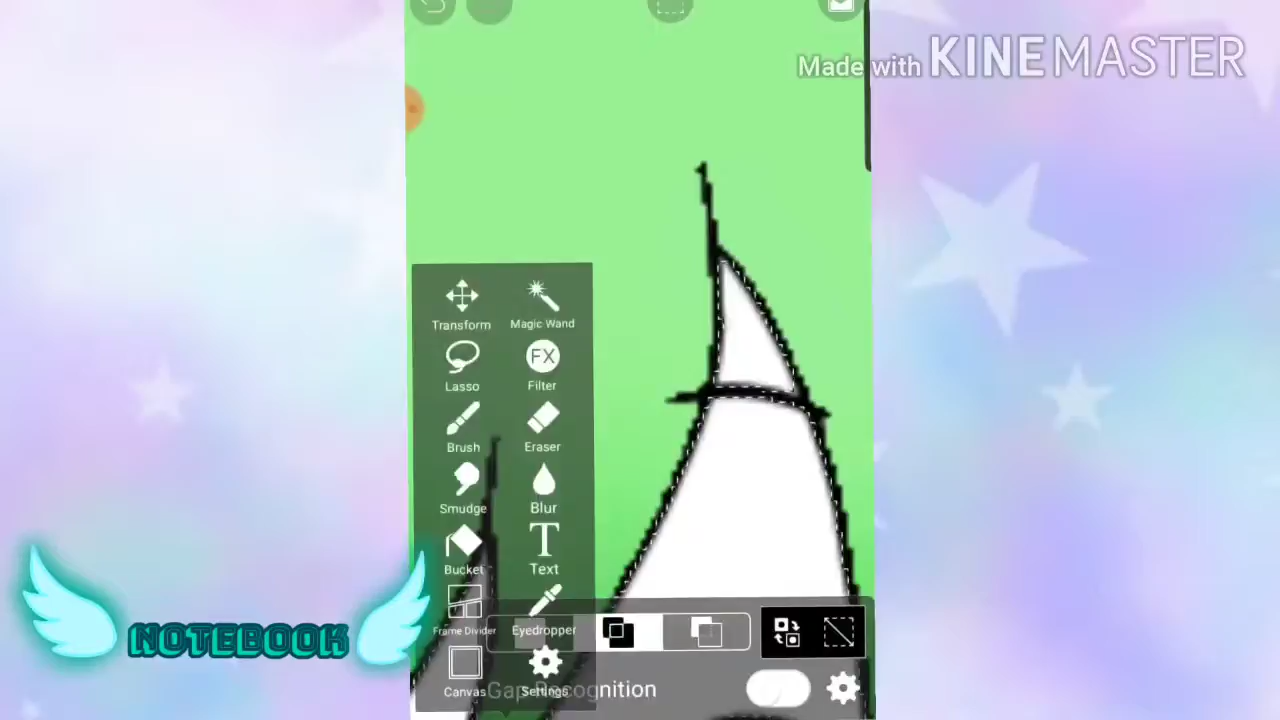 Made with KINEMASTER
Transform
Magic Wand
Lasso
FX
Filter
Brush
Eraser
Smudge
Blur
Bucket
T
Text
Frame Divider
Eyedropper
Canvas
Settings
Gap Recognition
NOTEBOOK